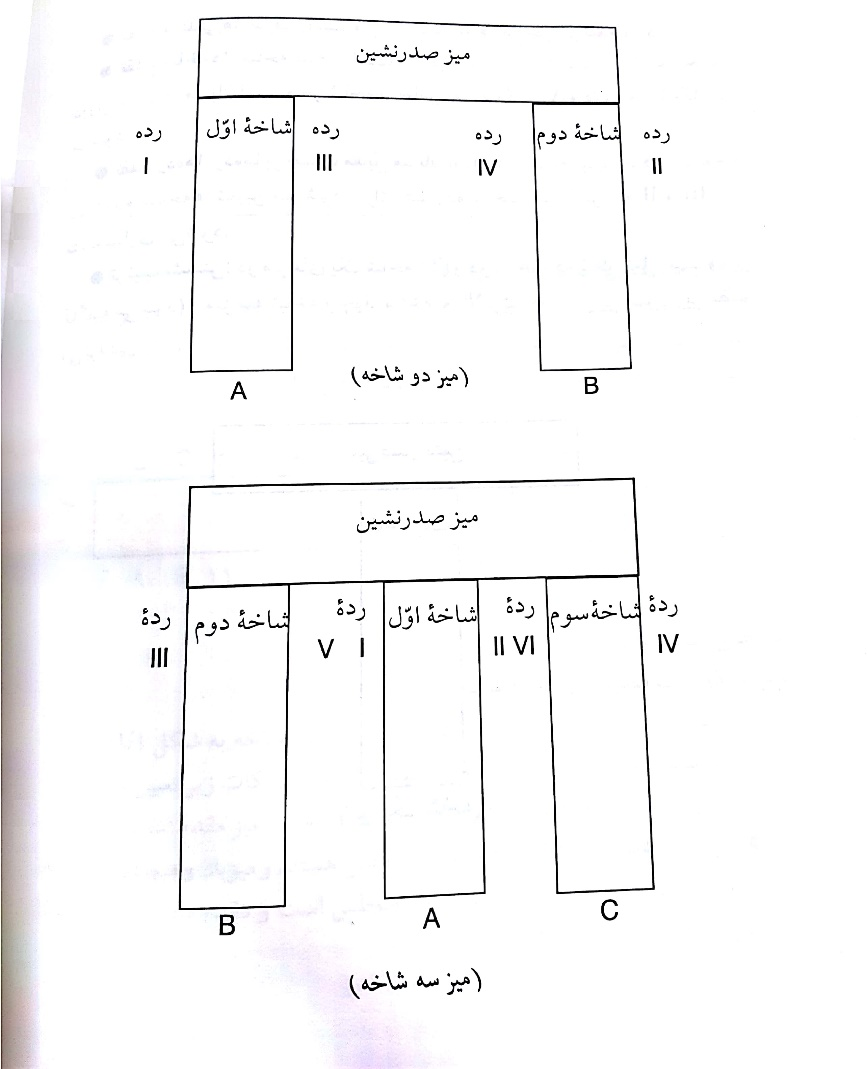 میز صدرنشین
رده شاخهٔ دوم رده رده شاخهٔ اوّل رده
I III IV II
(میز دو شاخه)
A B
میز صدرنشین
ردهٔ شاخهٔ سوم ردهٔ ردهٔ شاخهٔ اوّل شاخهٔ دوم ردهٔ
III V I II VI IV
B A C
(میز سه شاخه)